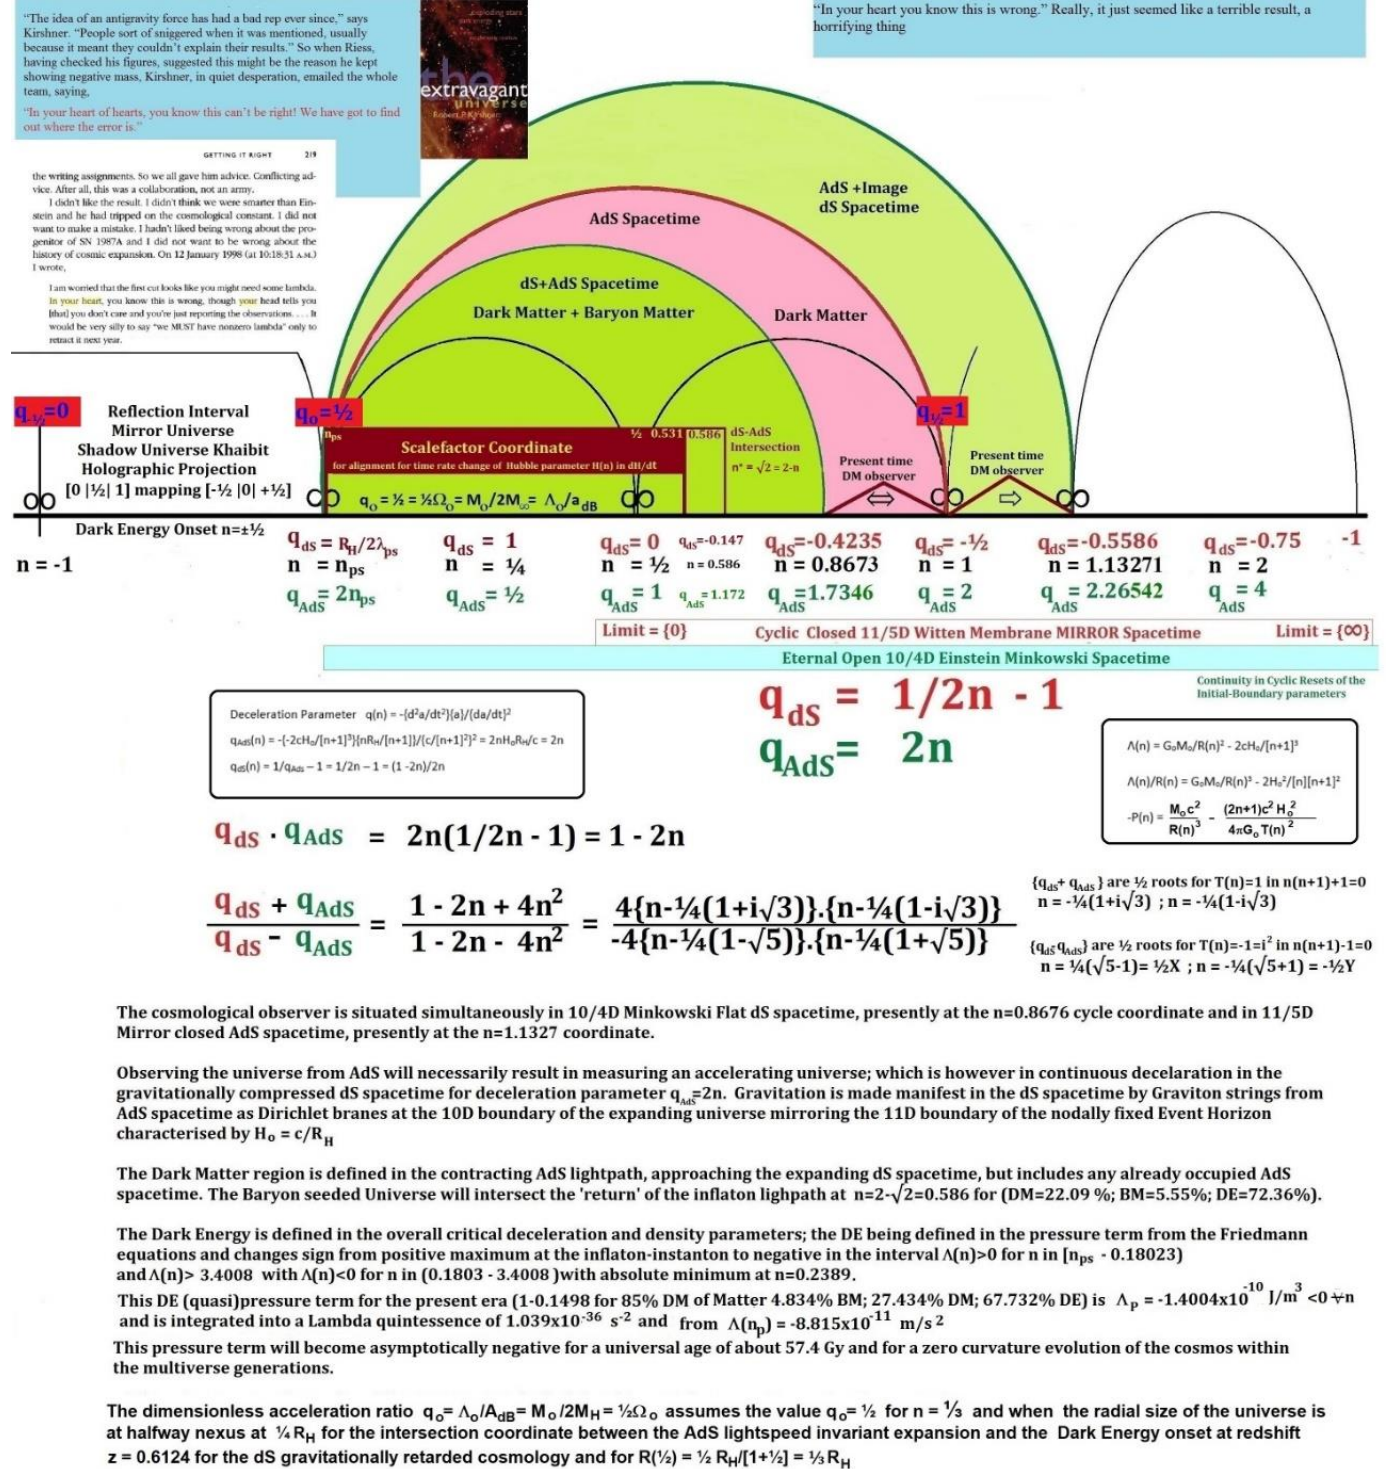 “The idea of an antigravity force has had a bad rep ever since,” says
Kirshner. “People sort of sniggered when it was mentioned, usually
because it meant they couldn’t explain their results.” So when Riess,
having checked his figures, suggested this might be the reason he kept
showing negative mass, Kirshner, in quiet desperation, emailed the whole
team, saying,
“In your heart of hearts, you know this can’t be right! We have got to find
out where the error is.”
exploding stars
the
extravagant
universe
Robert P. Kirshner
“In your heart you know this is wrong.” Really, it just seemed like a terrible result, a
horrifying thing
GETTING IT RIGHT 219
the writing assignments. So we all gave him advice. Conflicting ad-
vice. After all, this was a collaboration, not an army.
I didn't like the result. I didn't think we were smarter than Ein-
stein and he had tripped on the cosmological constant. I did not
want to make a mistake. I hadn't liked being wrong about the pro-
genitor of SN 1987A and I did not want to be wrong about the
history of cosmic expansion. On 12 January 1998 (at 10:18:31 A.M.)
I wrote,
I am worried that the first cut looks like you might need some lambda.
In your heart, you know this is wrong, though your head tells you
[that] you don't care and you're just reporting the observations. . . . It
would be very silly to say “we MUST have nonzero lambda” only to
retract it next year.
AdS +Image
dS Spacetime
AdS Spacetime
dS+AdS Spacetime
Dark Matter + Baryon Matter
Dark Matter
q-½=0
Reflection Interval
Mirror Universe
Shadow Universe Khaibit
Holographic Projection
[0 |½| 1] mapping [-½ |0| +½]
qo=½
q½=1
nps
½ 0.531 0.586
Scalefactor Coordinate
for alignment for time rate change of Hubble parameter H(n) in dH/dt
dS-AdS
Intersection
n* = √2 = 2-n
qo = ½ = ½Ωo = Mo/2M∞ = Λo/adB
Present time
DM observer
Present time
DM observer
Dark Energy Onset n=±½
n = -1
qds = RH/2λps
n = nps
qAdS= 2nps
qds = 1
n = ¼
qAdS= ½
qds= 0
n = ½
qAdS= 1
qds=-0.147
n = 0.586
qAdS=1.172
qds=-0.4235
n = 0.8673
qAdS=1.7346
qds= -½
n = 1
qAdS= 2
qds=-0.5586
n = 1.13271
qAdS= 2.26542
qds=-0.75
n = 2
qAdS= 4
-1
Limit = {0} Cyclic Closed 11/5D Witten Membrane MIRROR Spacetime Limit = {∞}
Eternal Open 10/4D Einstein Minkowski Spacetime
Continuity in Cyclic Resets of the
Initial-Boundary parameters
qdS = 1/2n - 1
qAdS= 2n
Deceleration Parameter q(n) = -{d²a/dt²}{a}/{da/dt}²
qAdS(n) = -{-2cHo/[n+1]³}{nRH/[n+1]}/{c/[n+1]²}² = 2nHoRH/c = 2n
qdS(n) = 1/qAdS – 1 = 1/2n – 1 = (1 -2n)/2n
Λ(n) = GoMo/R(n)² - 2cHo/[n+1]³
Λ(n)/R(n) = GoMo/R(n)³ - 2Ho²/[n][n+1]²
-P(n) = Moc²/R(n)³ - (2n+1)c² Ho²/4πGo T(n)²
qdS · qAdS = 2n(1/2n - 1) = 1 - 2n
qdS + qAdS / qdS − qAdS = 1 - 2n + 4n² / 1 - 2n - 4n² = 4{n-¼(1+i√3)}.{n-¼(1-i√3)} / -4{n-¼(1-√5)}.{n-¼(1+√5)}
{qds+ qAds} are ½ roots for T(n)=1 in n(n+1)+1=0
n = -¼(1+i√3) ; n = -¼(1-i√3)
{qds-qAds} are ½ roots for T(n)=-1=i² in n(n+1)-1=0
n = ¼(√5-1)= ½X ; n = -¼(√5+1) = -½Y
The cosmological observer is situated simultaneously in 10/4D Minkowski Flat dS spacetime, presently at the n=0.8676 cycle coordinate and in 11/5D
Mirror closed AdS spacetime, presently at the n=1.1327 coordinate.
Observing the universe from AdS will necessarily result in measuring an accelerating universe; which is however in continuous decelaration in the
gravitationally compressed dS spacetime for deceleration parameter qAdS=2n. Gravitation is made manifest in the dS spacetime by Graviton strings from
AdS spacetime as Dirichlet branes at the 10D boundary of the expanding universe mirroring the 11D boundary of the nodally fixed Event Horizon
characterised by Ho = c/RH
The Dark Matter region is defined in the contracting AdS lightpath, approaching the expanding dS spacetime, but includes any already occupied AdS
spacetime. The Baryon seeded Universe will intersect the 'return' of the inflaton lighpath at n=2-√2=0.586 for (DM=22.09 %; BM=5.55%; DE=72.36%).
The Dark Energy is defined in the overall critical deceleration and density parameters; the DE being defined in the pressure term from the Friedmann
equations and changes sign from positive maximum at the inflaton-instanton to negative in the interval Λ(n)>0 for n in [nps - 0.18023)
and Λ(n)> 3.4008 with Λ(n)<0 for n in (0.1803 - 3.4008 )with absolute minimum at n=0.2389.
This DE (quasi)pressure term for the present era (1-0.1498 for 85% DM of Matter 4.834% BM; 27.434% DM; 67.732% DE) is Λp = -1.4004x10⁻¹⁰ J/m³ <0
and is integrated into a Lambda quintessence of 1.039x10⁻³⁶ s⁻² and from Λ(np) = -8.815x10⁻¹¹ m/s²
This pressure term will become asymptotically negative for a universal age of about 57.4 Gy and for a zero curvature evolution of the cosmos within
the multiverse generations.
The dimensionless acceleration ratio qo= Λo/AdB= Mo/2MH= ½Ωo assumes the value qo= ½ for n = ⅓ and when the radial size of the universe is
at halfway nexus at ¼RH for the intersection coordinate between the AdS lightspeed invariant expansion and the Dark Energy onset at redshift
z = 0.6124 for the dS gravitationally retarded cosmology and for R(½) = ½ RH/[1+½] = ⅓RH